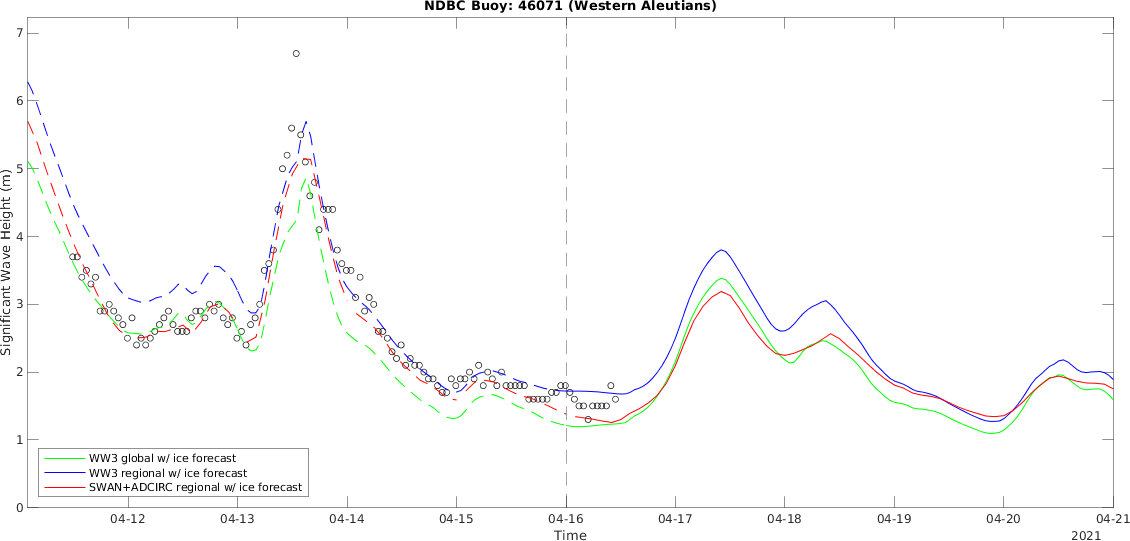 NDBC Buoy: 46071 (Western Aleutians)
7
6
5
4
3
2
1
0
Significant Wave Height (m)
WW3 global w/ ice forecast
WW3 regional w/ ice forecast
SWAN+ADCIRC regional w/ ice forecast
04-12 04-13 04-14 04-15 04-16 04-17 04-18 04-19 04-20 04-21
Time
2021